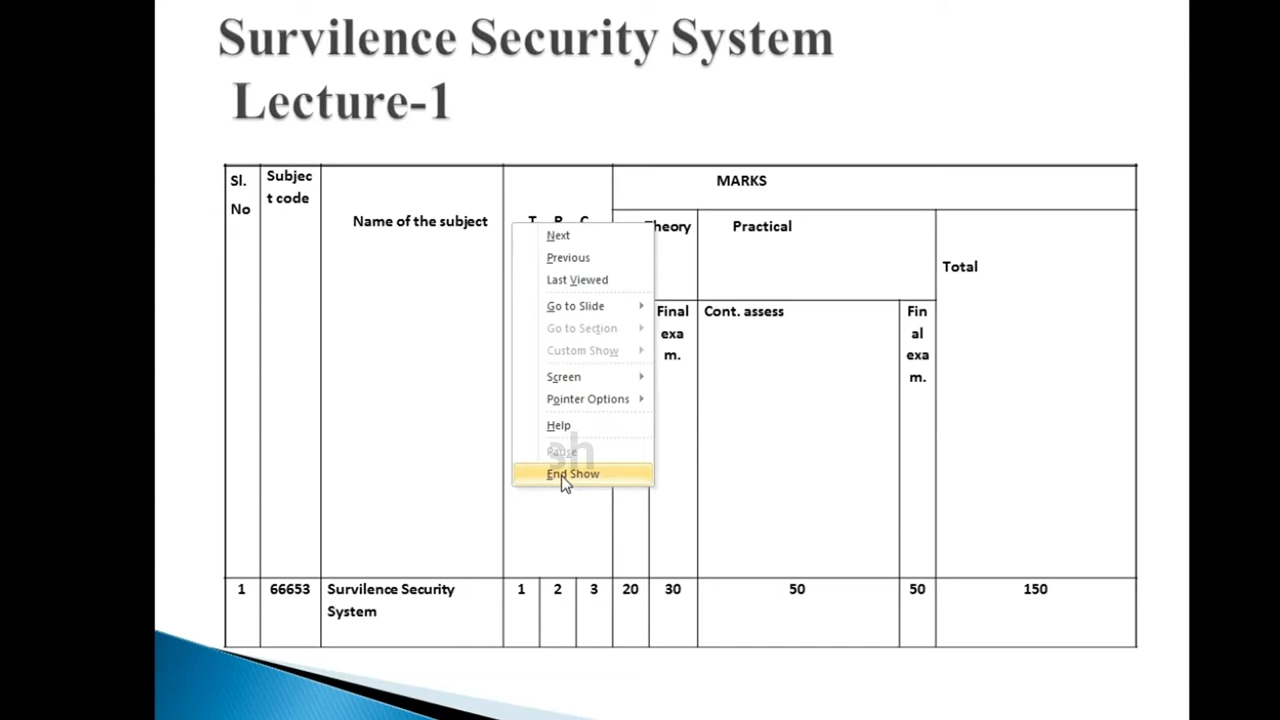 Survilence Security System
Lecture-1
Sl.
No
Subjec
t code
Name of the subject
T P C
MARKS
Theory
Practical
Total
Final
exa
m.
Cont. assess
Fin
al
exa
m.
Next
Previous
Last Viewed
Go to Slide
Go to Section
Custom Show
Screen
Pointer Options
Help
Pause
End Show
1 66653 Survilence Security 1 2 3 20 30 50 50 150
System